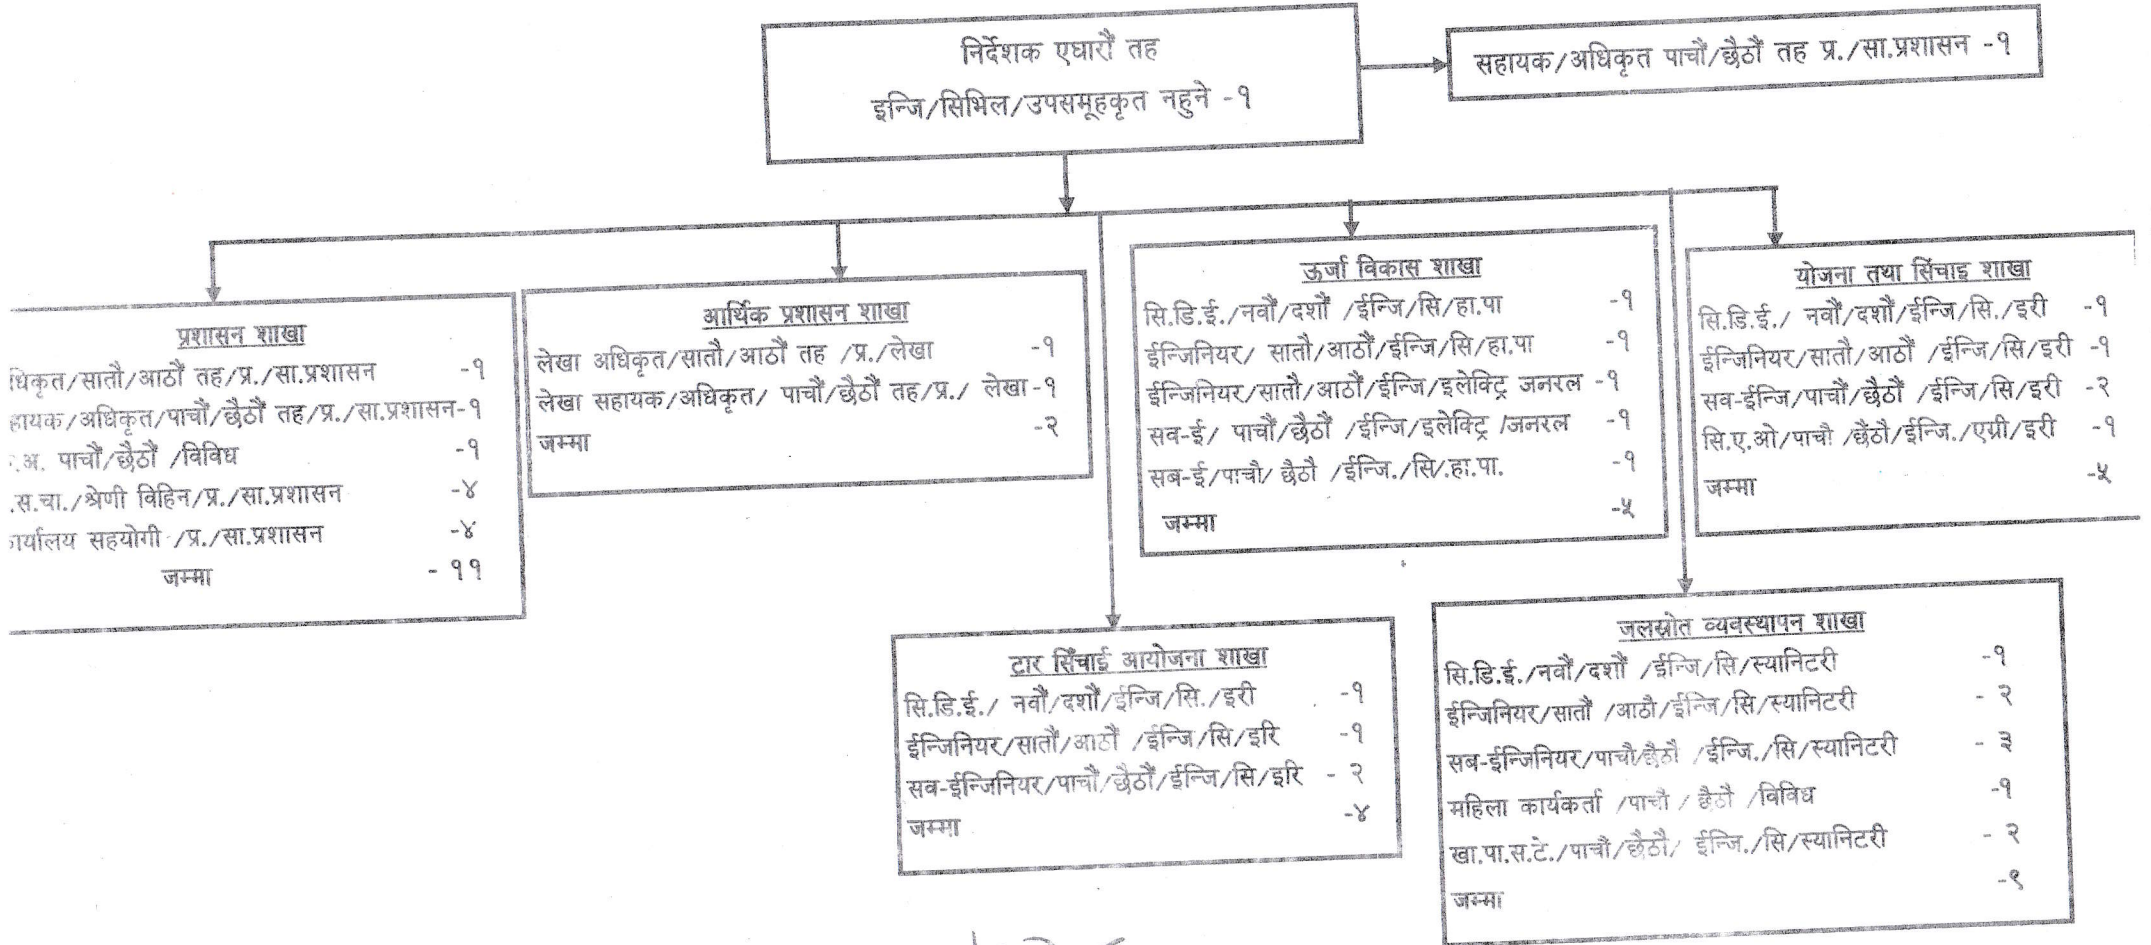 निर्देशक एघारौं तह
इन्जि/सिभिल/उपसमूहकृत नहुने -१
सहायक/अधिकृत पाचौं/छैठौं तह प्र./सा.प्रशासन -१
प्रशासन शाखा
धिकृत/सातौ/आठौं तह/प्र./सा.प्रशासन -१
हायक/अधिकृत/पाचौं/छैठौं तह/प्र./सा.प्रशासन-१
.अ. पाचौं/छैठौं /विविध -१
.स.चा./श्रेणी विहिन/प्र./सा.प्रशासन -४
ार्यालय सहयोगी /प्र./सा.प्रशासन -४
जम्मा - ११
आर्थिक प्रशासन शाखा
लेखा अधिकृत/सातौ/आठौं तह /प्र./लेखा -१
लेखा सहायक/अधिकृत/ पाचौं/छैठौं तह/प्र./ लेखा-१
जम्मा -२
ऊर्जा विकास शाखा
सि.डि.ई./नवौं/दशौं /ईन्जि/सि/हा.पा -१
ईन्जिनियर/ सातौ/आठौं/ईन्जि/सि/हा.पा -१
ईन्जिनियर/सातौ/आठौं/ईन्जि/इलेक्ट्रि जनरल -१
सव-ई/ पाचौं/छैठौं /ईन्जि/इलेक्ट्रि /जनरल -१
सब-ई/पाचौ/ छैठौ /ईन्जि./सि/.हा.पा. -१
जम्मा -५
योजना तथा सिंचाइ शाखा
सि.डि.ई./ नवौं/दशौं/ईन्जि/सि./इरी -१
ईन्जिनियर/सातौ/आठौं /ईन्जि/सि/इरी -१
सव-ईन्जि/पाचौं/छैठौं /ईन्जि/सि/इरी -२
सि.ए.ओ/पाचौ /छैठौ/ईन्जि./एग्री/इरी -१
जम्मा -५
टार सिँचाई आयोजना शाखा
सि.डि.ई./ नवौं/दशौं/ईन्जि/सि./इरी -१
ईन्जिनियर/सातौं/आठौं /ईन्जि/सि/इरि -१
सव-ईन्जिनियर/पाचौं/छैठौं/ईन्जि/सि/इरि - २
जम्मा -४
जलस्रोत व्यवस्थापन शाखा
सि.डि.ई./नवौं/दशौं /ईन्जि/सि/स्यानिटरी -१
ईन्जिनियर/सातौं /आठौ/ईन्जि/सि/स्यानिटरी - २
सब-ईन्जिनियर/पाचौ/छैठौ /ईन्जि./सि/स्यानिटरी - ३
महिला कार्यकर्ता /पाचौ / छैठौ /विविध -१
खा.पा.स.टे./पाचौं/छैठौ/ ईन्जि./सि/स्यानिटरी - २
जम्मा -९